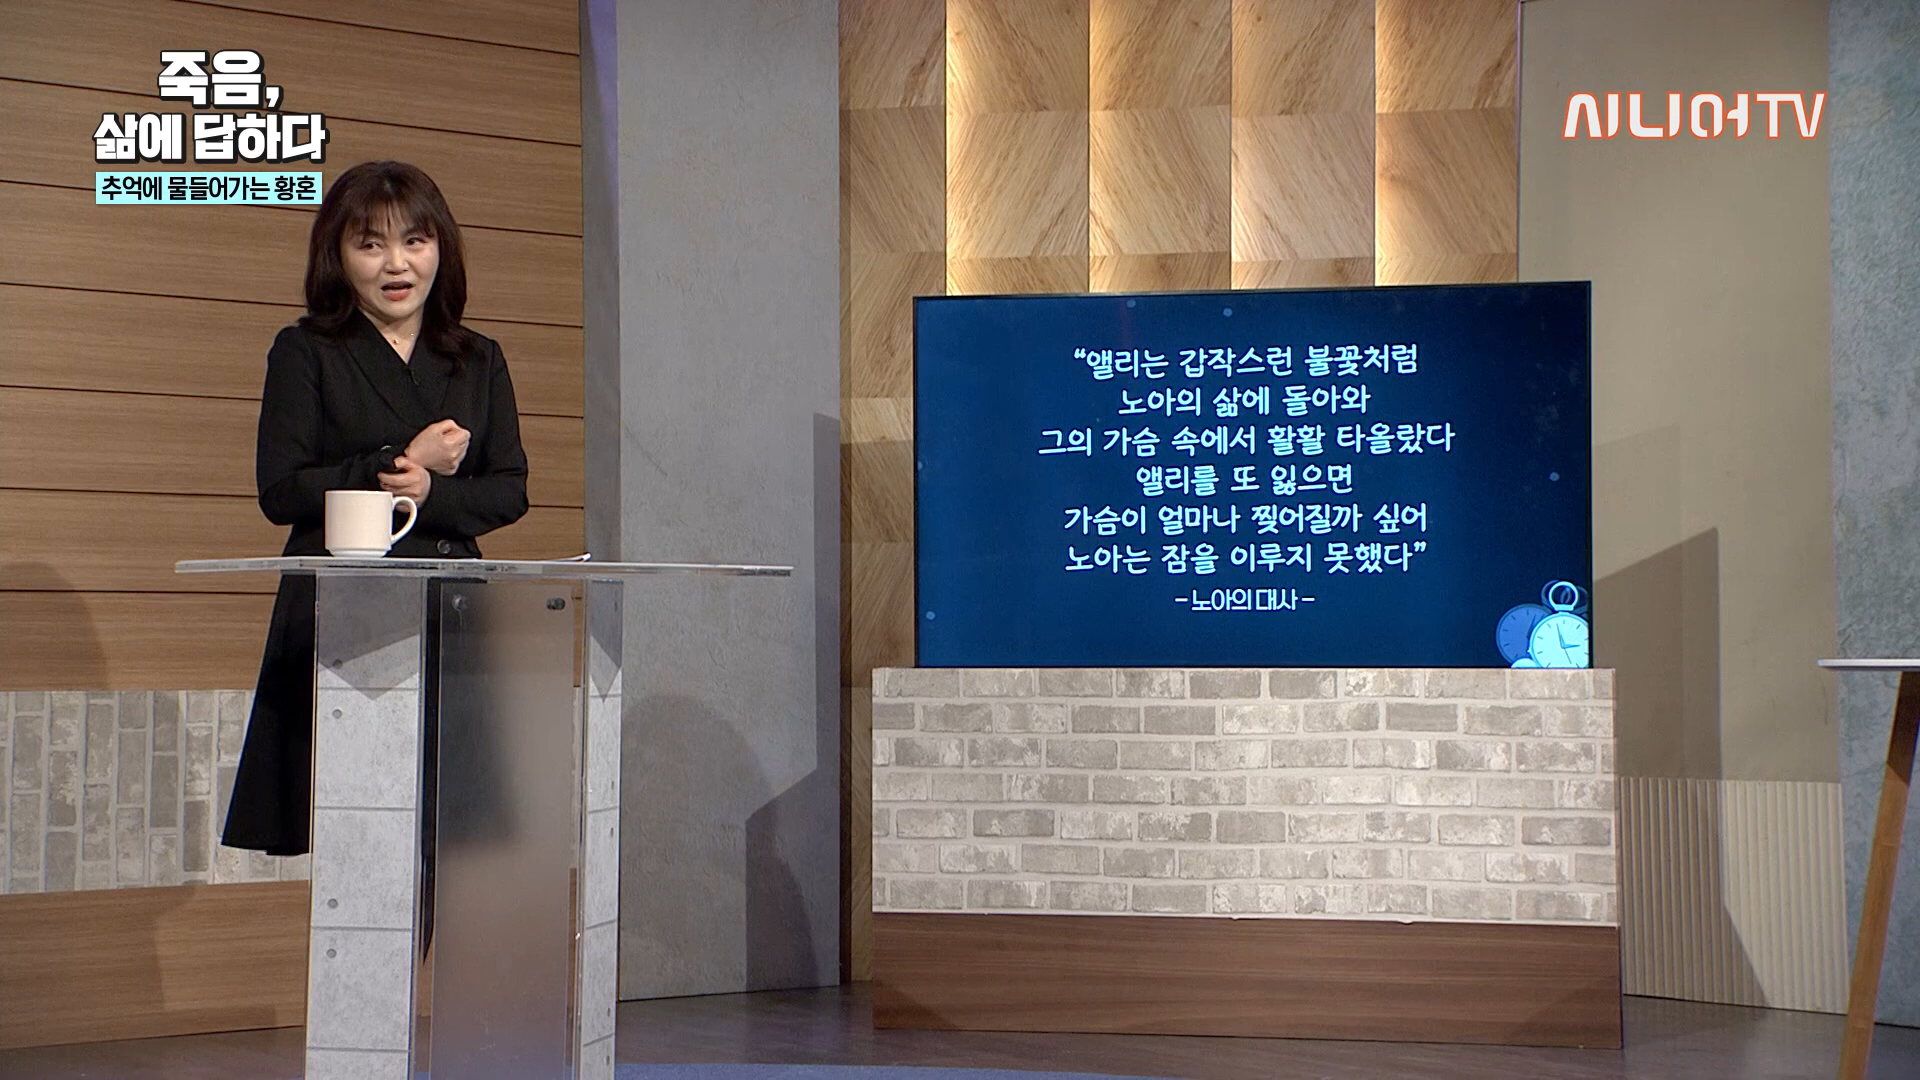 죽음,
삶에 답하다
추억에 물들어가는 황혼
시니어TV
“앨리는 갑작스런 불꽃처럼
노아의 삶에 돌아와
그의 가슴 속에서 활활 타올랐다
앨리를 또 잃으면
가슴이 얼마나 찢어질까 싶어
노아는 잠을 이루지 못했다”
- 노아의 대사 -